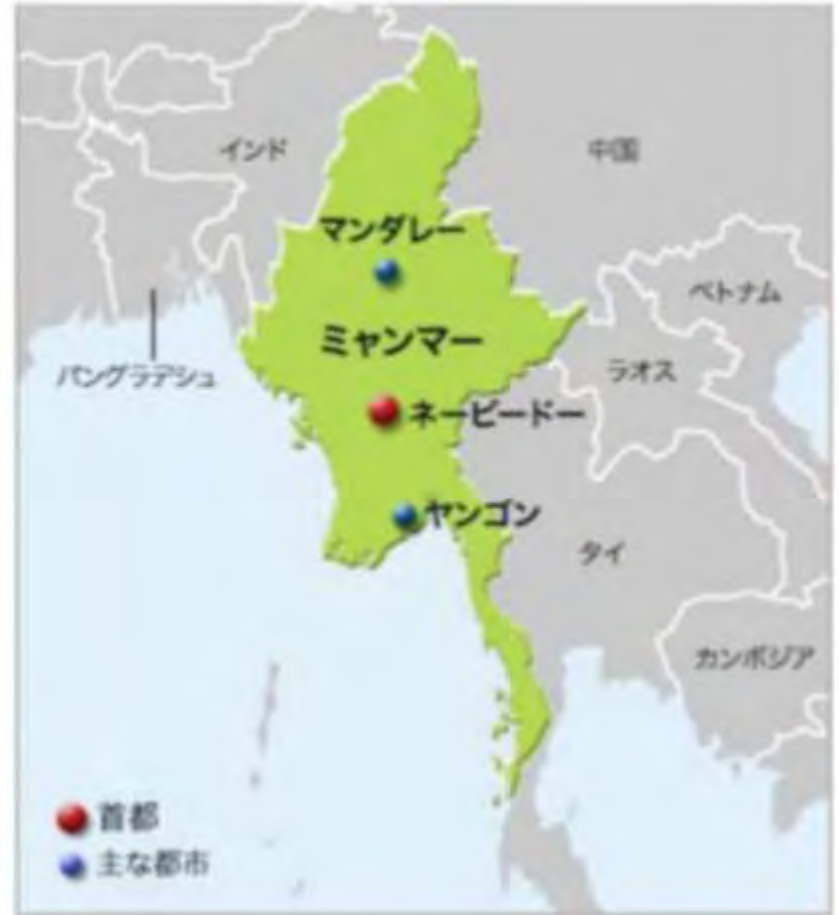 インド
中国
マンダレー
ベトナム
ミャンマー
ラオス
バングラデシュ
ネーピードー
ヤンゴン
タイ
カンボジア
首都
主な都市